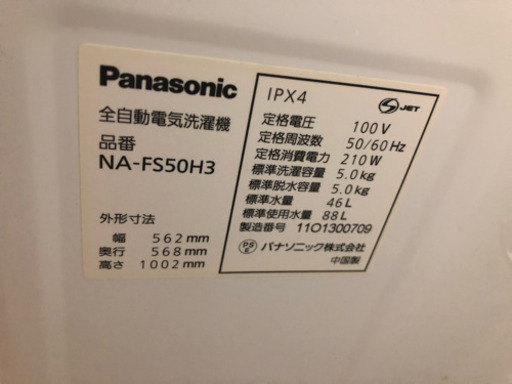 Panasonic
全自動電気洗濯機
品番
NA-FS50H3
外形寸法
幅 562mm
奥行 568mm
高さ 1002mm
IPX4
S JET
定格電圧 100V
定格周波数 50/60Hz
定格消費電力 210W
標準洗濯容量 5.0kg
標準脱水容量 5.0kg
標準水量 46L
標準使用水量 88L
製造番号 11O1300709
PS E パナソニック株式会社
中国製